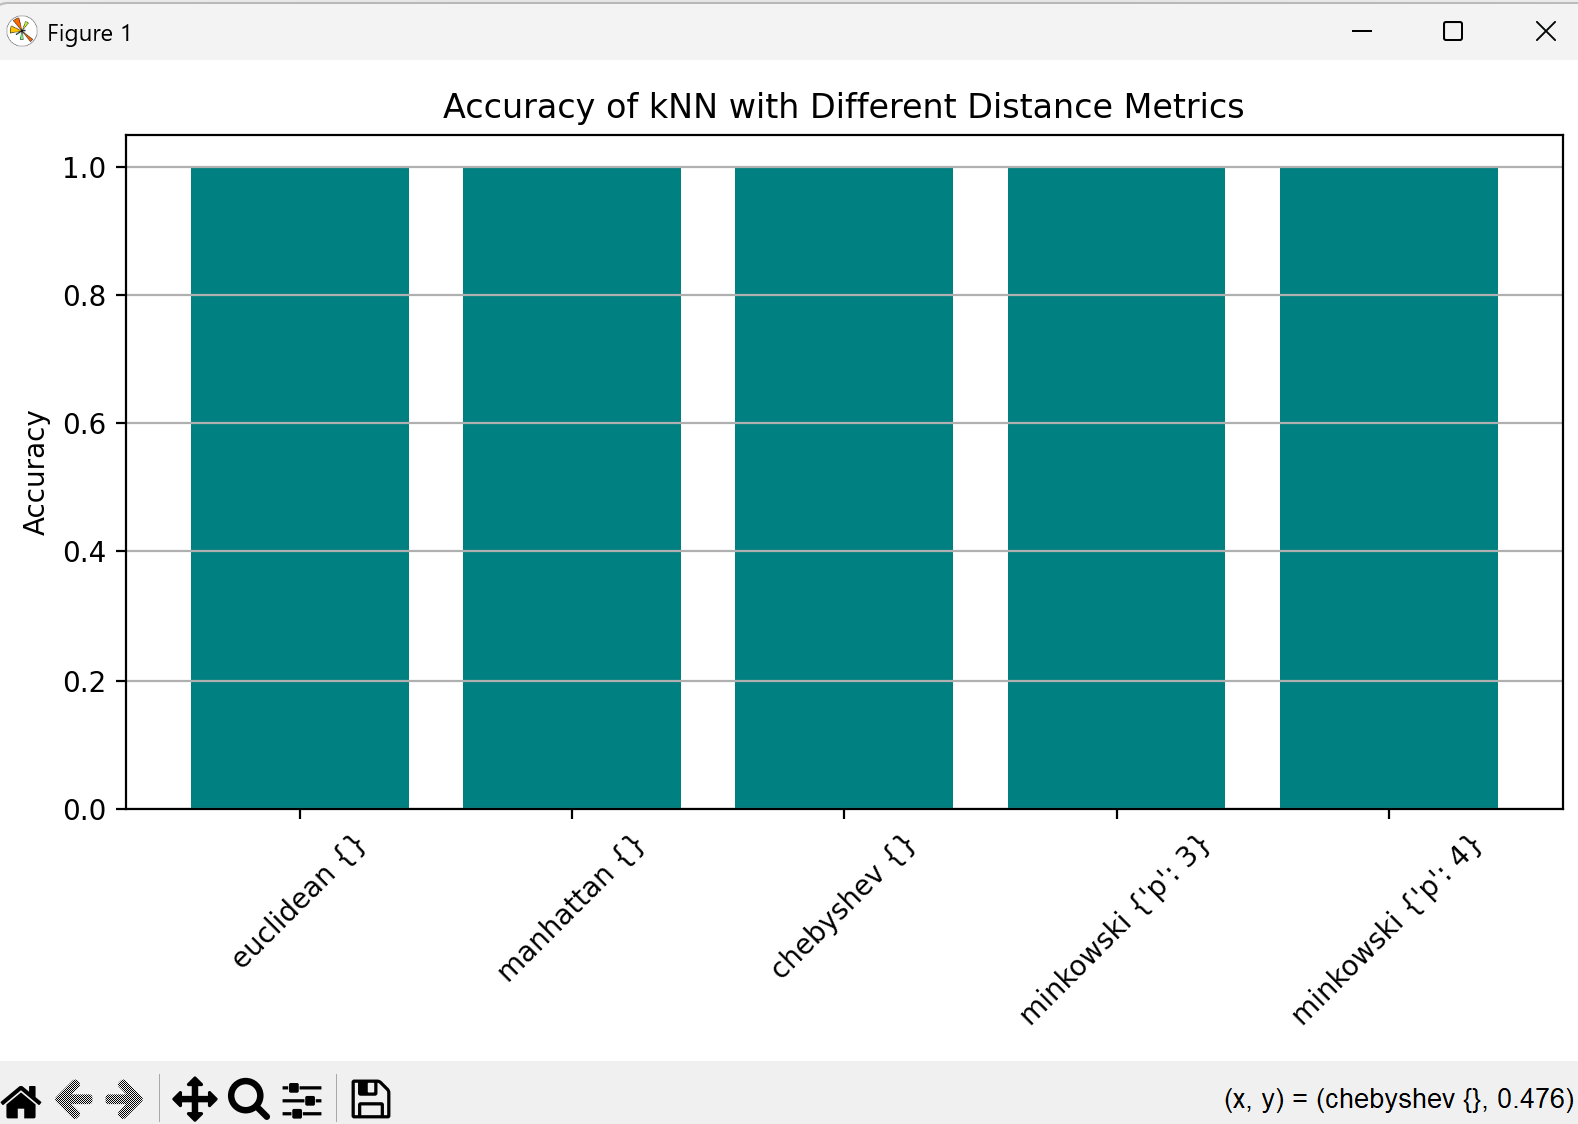 Figure 1
Accuracy of kNN with Different Distance Metrics
Accuracy
1.0
0.8
0.6
0.4
0.2
0.0
euclidean {}
manhattan {}
chebyshev {}
minkowski {'p': 3}
minkowski {'p': 4}
(x, y) = (chebyshev {}, 0.476)